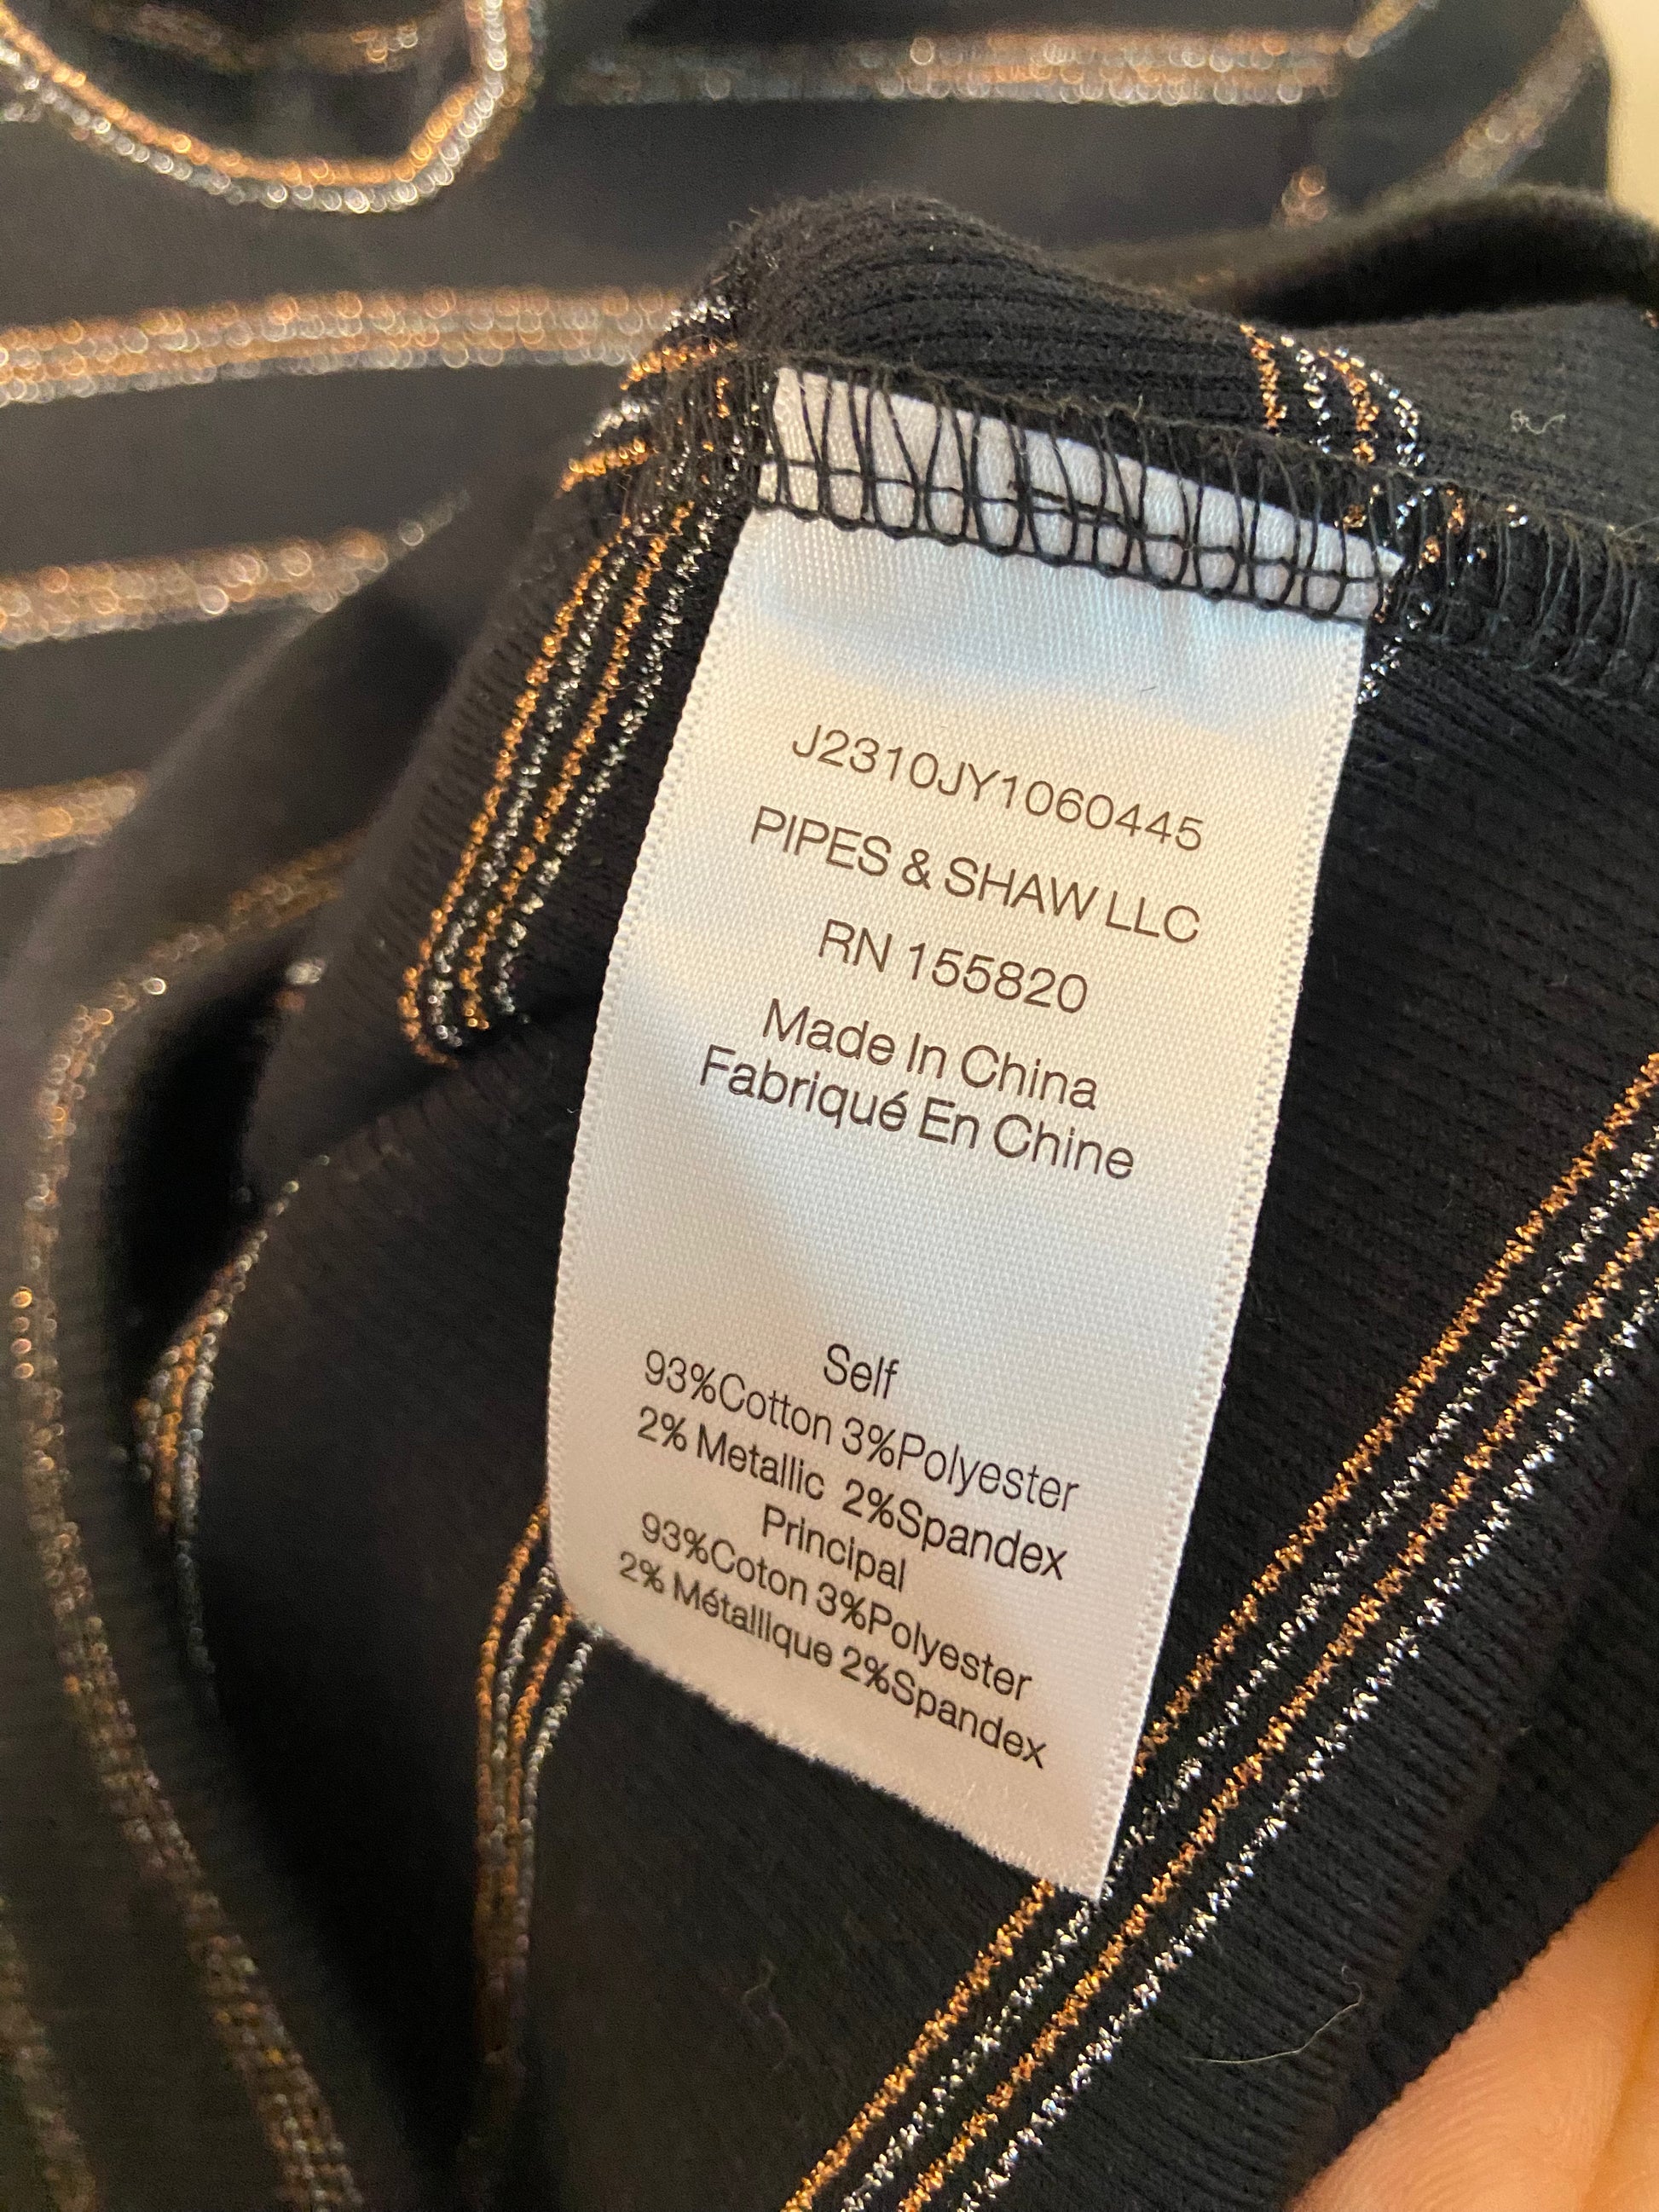 J2310JY1060445
PIPES & SHAW LLC
RN 155820
Made In China
Fabriqué En Chine
Self
93%Cotton 3%Polyester
2% Metallic 2%Spandex
Principal
93%Coton 3%Polyester
2% Métallique 2%Spandex